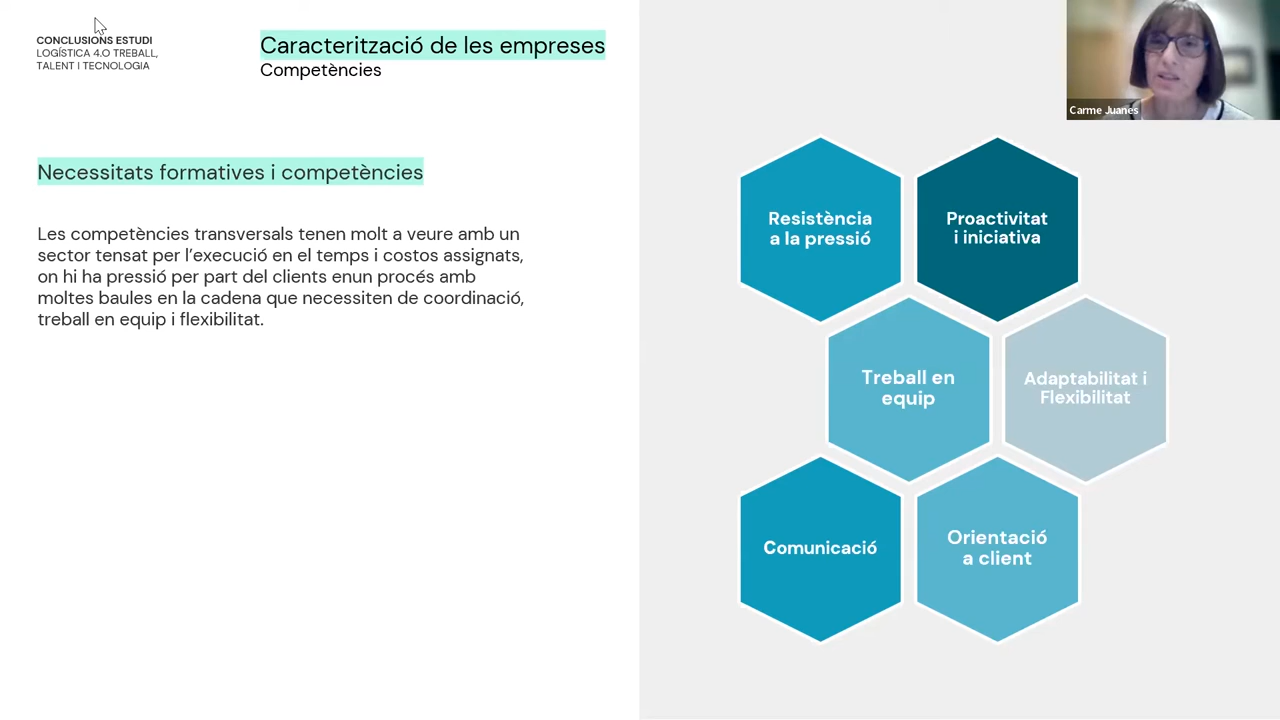 CONCLUSIONS ESTUDI
LOGÍSTICA 4.0 TREBALL,
TALENT I TECNOLOGIA
Caracterització de les empreses
Competències
Carme Juanes
Necessitats formatives i competències
Les competències transversals tenen molt a veure amb un
sector tensat per l’execució en el temps i costos assignats,
on hi ha pressió per part del clients enun procés amb
moltes baules en la cadena que necessiten de coordinació,
treball en equip i flexibilitat.
Resistència
a la pressió
Proactivitat
i iniciativa
Treball en
equip
Adaptabilitat i
Flexibilitat
Comunicació
Orientació
a client